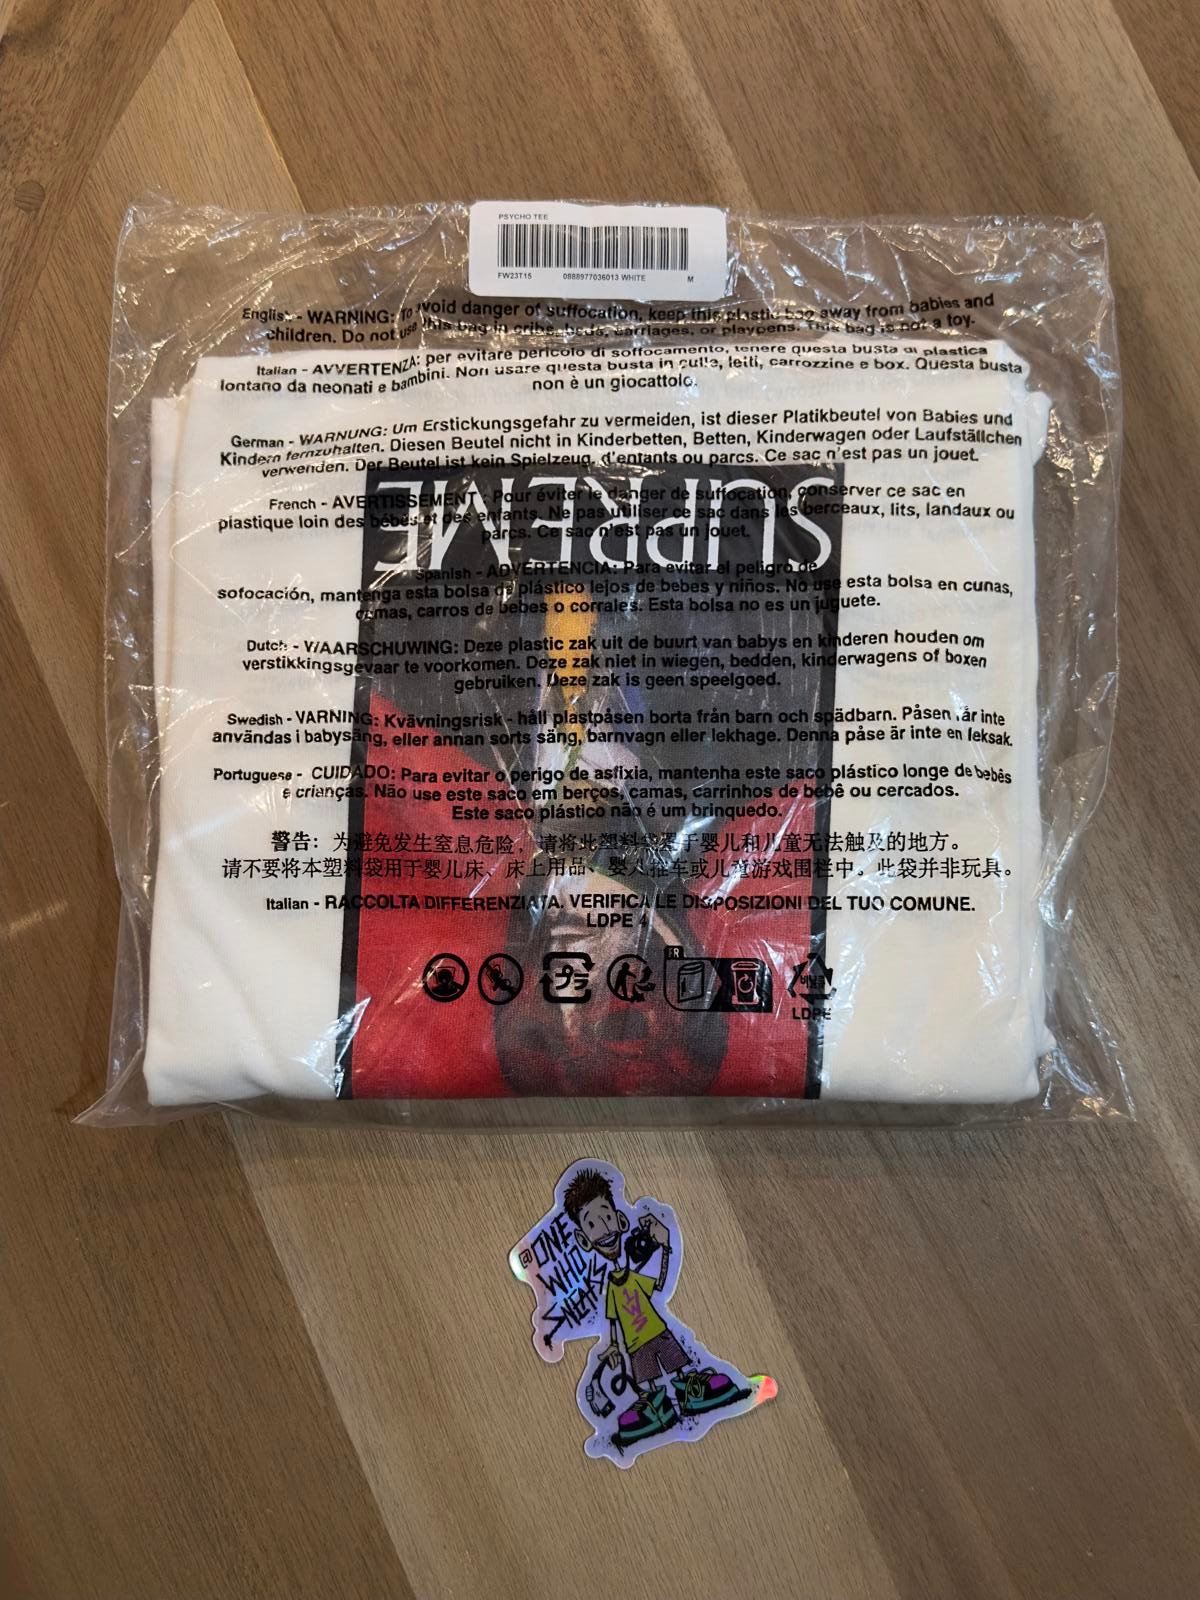 PSYCHO TEE
FW23T15 0888977036013 WHITE M
English - WARNING: To avoid danger of suffocation, keep this plastic bag away from babies and
children. Do not use this bag in cribs, beds, carriages, or playpens. This bag is not a toy.
Italian - AVVERTENZA: per evitare pericolo di soffocamento, tenere questa busta di plastica
lontano da neonati e bambini. Non usare questa busta in culle, letti, carrozzine e box. Questa busta
non è un giocattolo.
German - WARNUNG: Um Erstickungsgefahr zu vermeiden, ist dieser Platikbeutel von Babies und
Kindern fernzuhalten. Diesen Beutel nicht in Kinderbetten, Betten, Kinderwagen oder Laufställchen
verwenden. Der Beutel ist kein Spielzeug. d'entants ou parcs. Ce sac n'est pas un jouet.
SUPREME
French - AVERTISSEMENT : Pour éviter le danger de suffocation, conserver ce sac en
plastique loin des bébés et des enfants. Ne pas utiliser ce sac dans les berceaux, lits, landaux ou
parcs. Ce sac n'est pas un jouet.
Spanish - ADVERTENCIA: Para evitar el peligro de
sofocación, mantenga esta bolsa de plástico lejos de bebes y niños. No use esta bolsa en cunas,
camas, carros de bebes o corrales. Esta bolsa no es un juguete.
Dutch - WAARSCHUWING: Deze plastic zak uit de buurt van babys en kinderen houden om
verstikkingsgevaar te voorkomen. Deze zak niet in wiegen, bedden, kinderwagens of boxen
gebruiken. Deze zak is geen speelgoed.
Swedish - VARNING: Kvävningsrisk - håll plastpåsen borta från barn och spädbarn. Påsen får inte
användas i babysäng, eller annan sorts säng, barnvagn eller lekhage. Denna påse är inte en leksak.
Portuguese - CUIDADO: Para evitar o perigo de asfixia, mantenha este saco plástico longe de bebês
e crianças. Não use este saco em berços, camas, carrinhos de bebê ou cercados.
Este saco plástico não é um brinquedo.
警告：为避免发生窒息危险，请将此塑料袋置于婴儿和儿童无法触及的地方。
请不要将本塑料袋用于婴儿床、床上用品、婴儿推车或儿童游戏围栏中。此袋并非玩具。
Italian - RACCOLTA DIFFERENZIATA. VERIFICA LE DISPOSIZIONI DEL TUO COMUNE.
LDPE 4
プラ
FR
비닐류
LDPE
@ONE
WHO
SNEAKS
1WS